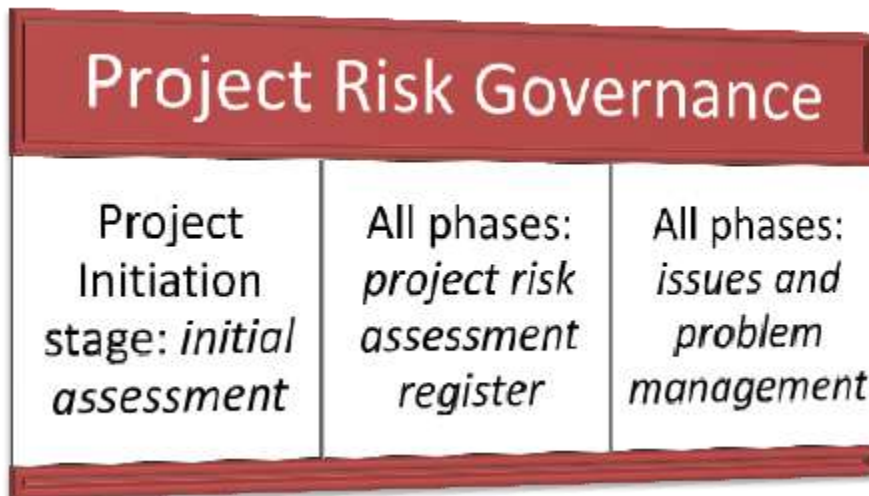 Project Risk Governance
Project
Initiation
stage: initial
assessment
All phases:
project risk
assessment
register
All phases:
issues and
problem
management